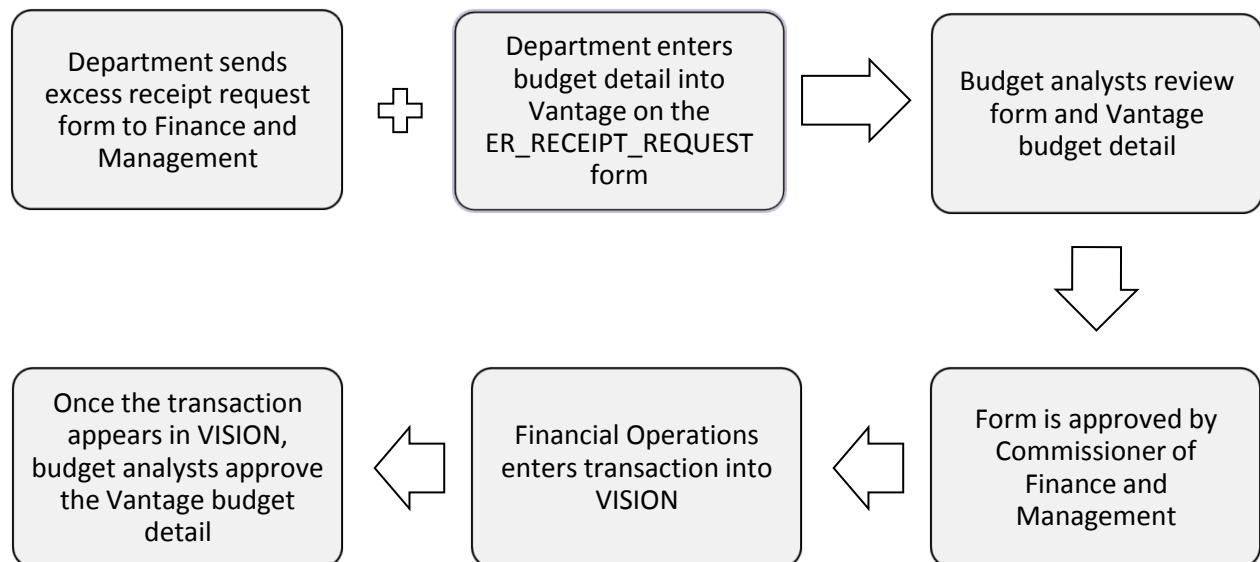 Department sends
excess receipt request
form to Finance and
Management
Department enters
budget detail into
Vantage on the
ER_RECEIPT_REQUEST
form
Budget analysts review
form and Vantage
budget detail
Form is approved by
Commissioner of
Finance and
Management
Financial Operations
enters transaction into
VISION
Once the transaction
appears in VISION,
budget analysts approve
the Vantage budget
detail